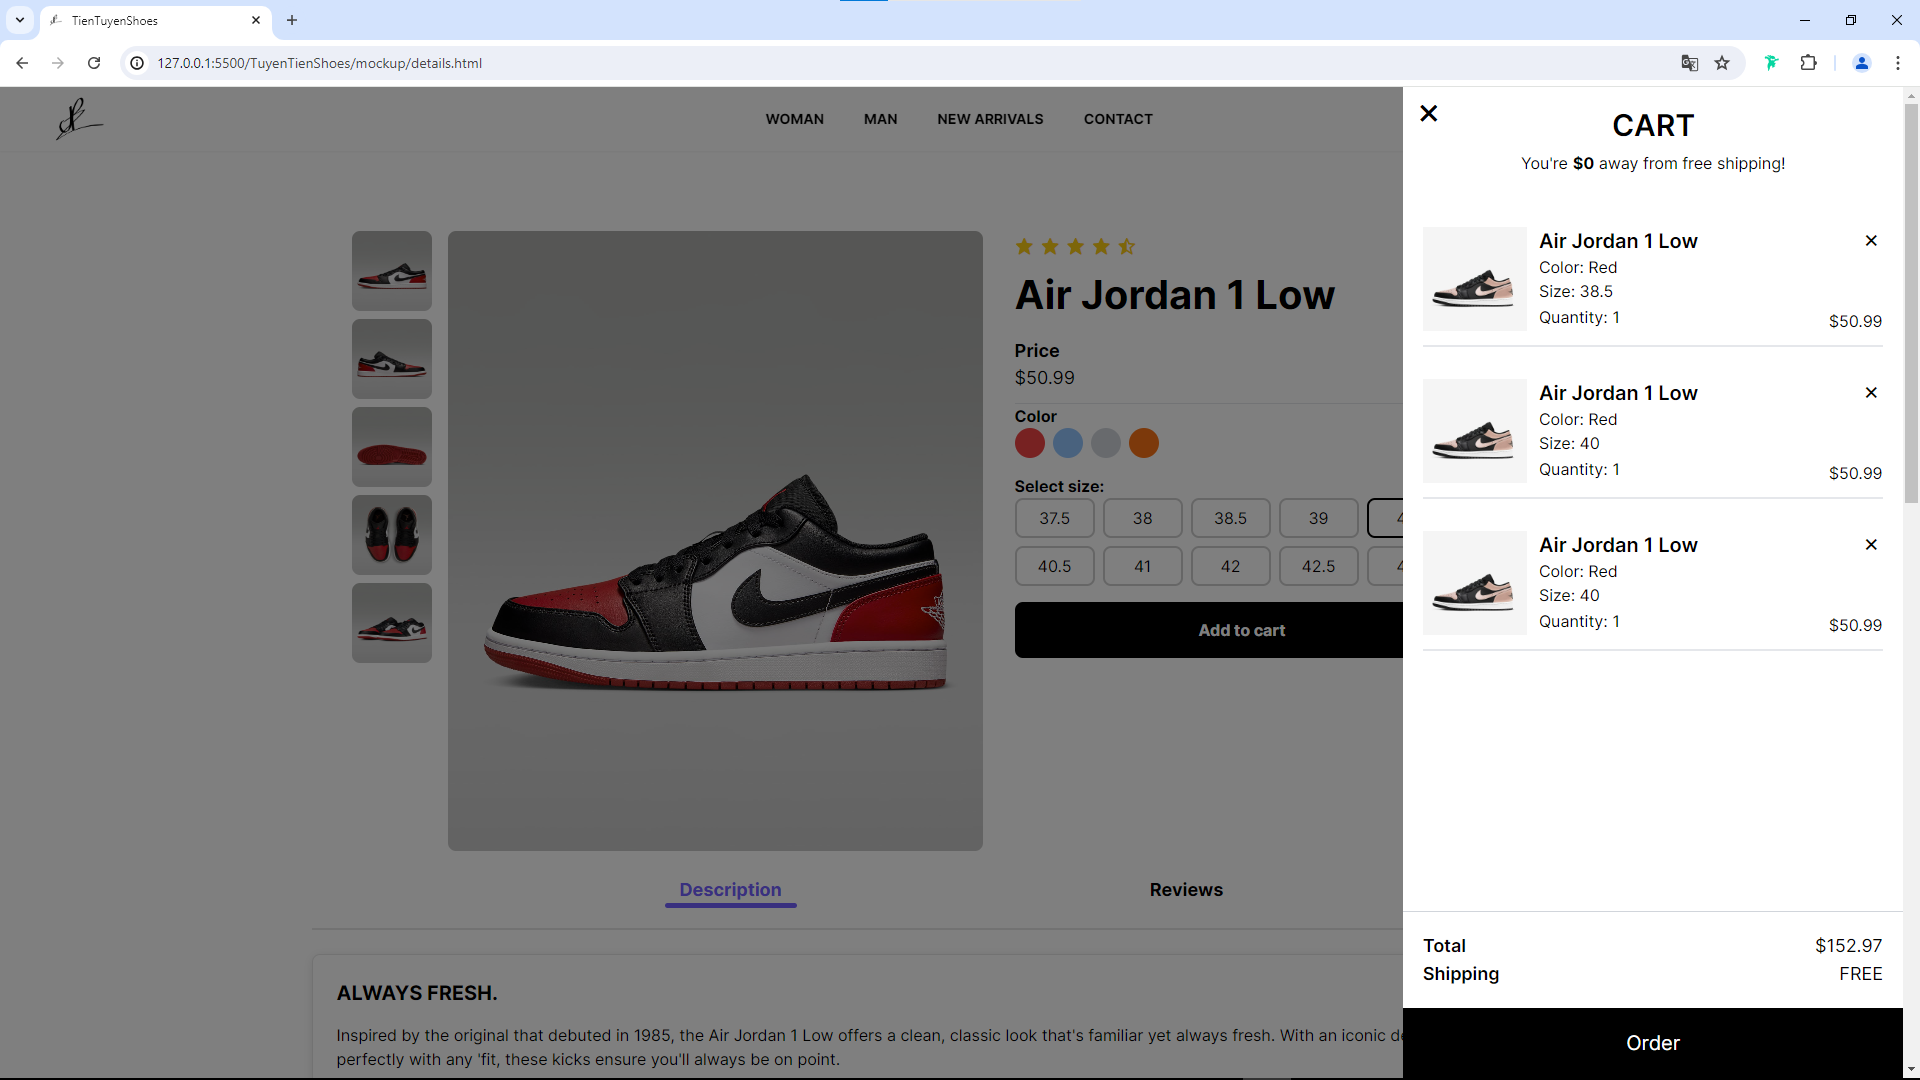 TienTuyenShoes
127.0.0.1:5500/TuyenTienShoes/mockup/details.html
WOMAN MAN NEW ARRIVALS CONTACT
Air Jordan 1 Low
Price
$50.99
Color
Select size:
37.5 38 38.5 39 4
40.5 41 42 42.5 4
Add to cart
Description Reviews
ALWAYS FRESH.
Inspired by the original that debuted in 1985, the Air Jordan 1 Low offers a clean, classic look that's familiar yet always fresh. With an iconic
perfectly with any 'fit, these kicks ensure you'll always be on point.
CART
You're $0 away from free shipping!
Air Jordan 1 Low
Color: Red
Size: 38.5
Quantity: 1
$50.99
Air Jordan 1 Low
Color: Red
Size: 40
Quantity: 1
$50.99
Air Jordan 1 Low
Color: Red
Size: 40
Quantity: 1
$50.99
Total $152.97
Shipping FREE
Order